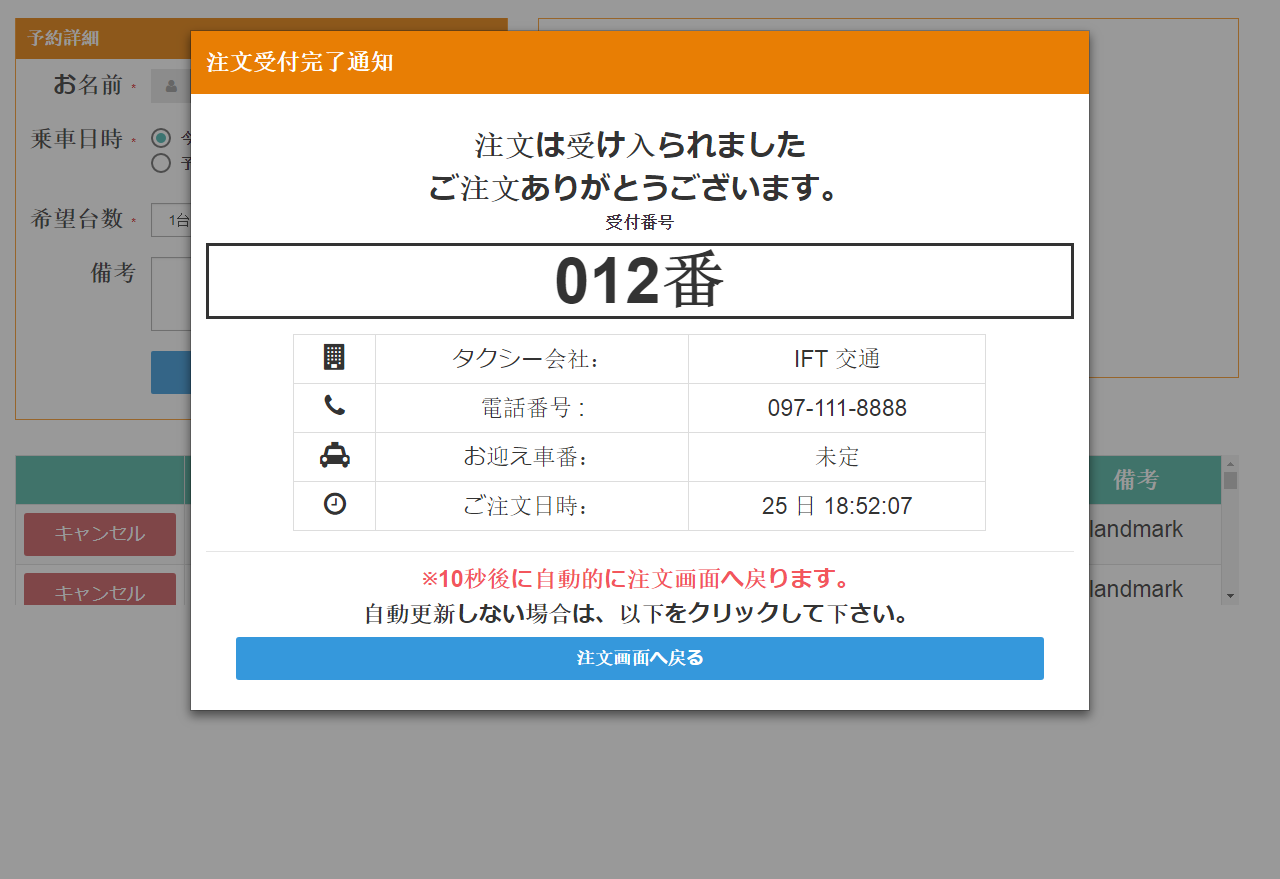 予約詳細
注文受付完了通知
お名前 *
乗車日時 *
希望台数 *
1台
備考
注文は受け入られました
ご注文ありがとうございます。
受付番号
012番
タクシー会社： IFT 交通
電話番号 : 097-111-8888
お迎え車番： 未定
ご注文日時： 25 日 18:52:07
※10秒後に自動的に注文画面へ戻ります。
自動更新しない場合は、以下をクリックして下さい。
注文画面へ戻る
備考
キャンセル landmark
キャンセル landmark